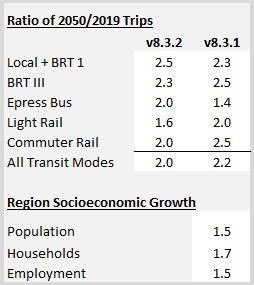 Ratio of 2050/2019 Trips
v8.3.2 v8.3.1
Local + BRT 1 2.5 2.3
BRT III 2.3 2.5
Epress Bus 2.0 1.4
Light Rail 1.6 2.0
Commuter Rail 2.0 2.5
All Transit Modes 2.0 2.2
Region Socioeconomic Growth
Population 1.5
Households 1.7
Employment 1.5